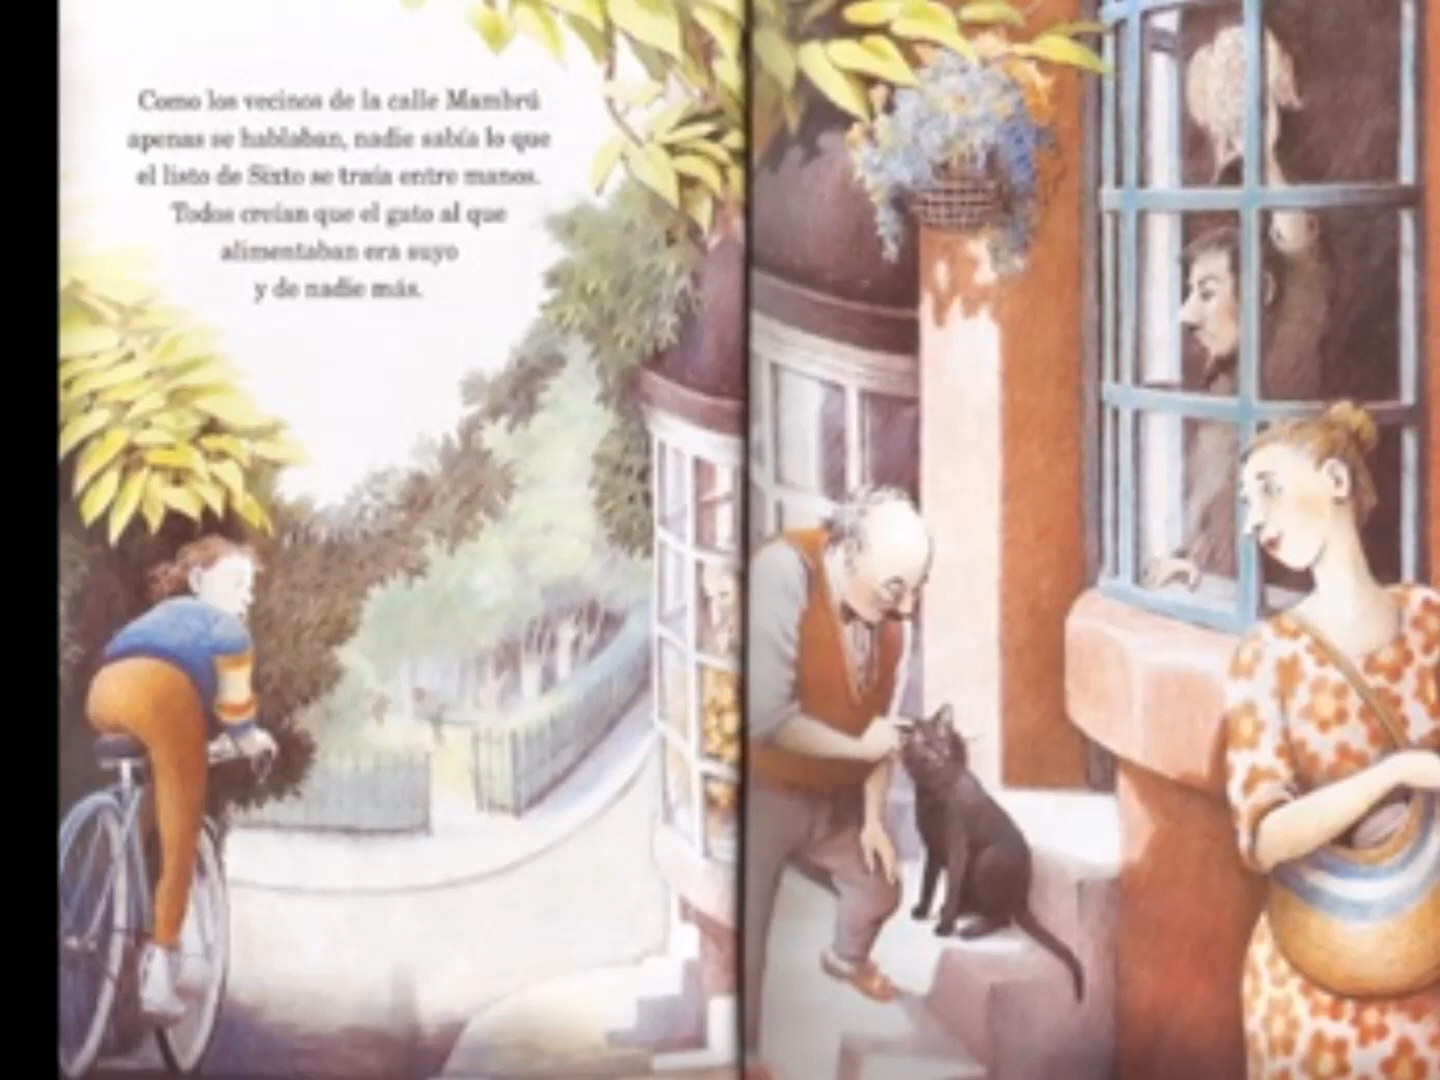 Como los vecinos de la calle Mambrú
apenas se hablaban, nadie sabía lo que
el listo de Sixto se traía entre manos.
Todos creían que el gato al que
alimentaban era suyo
y de nadie más.